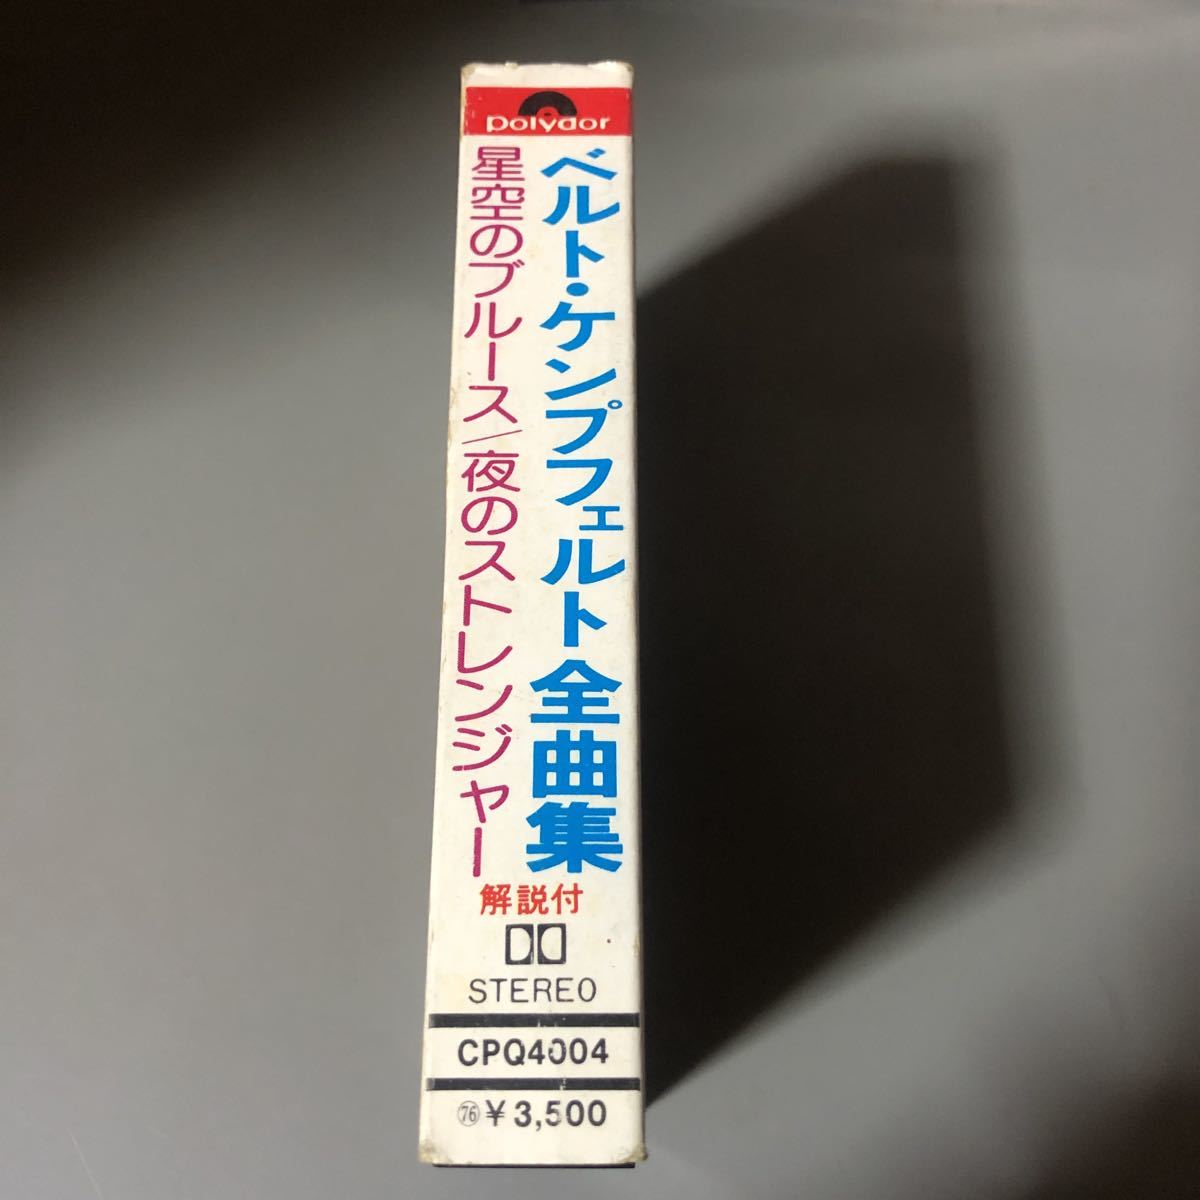 polydor
ベルト・ケンプフェルト全曲集
星空のブルース/夜のストレンジャー
解説付
STEREO
CPQ4004
㊆ ¥3,500